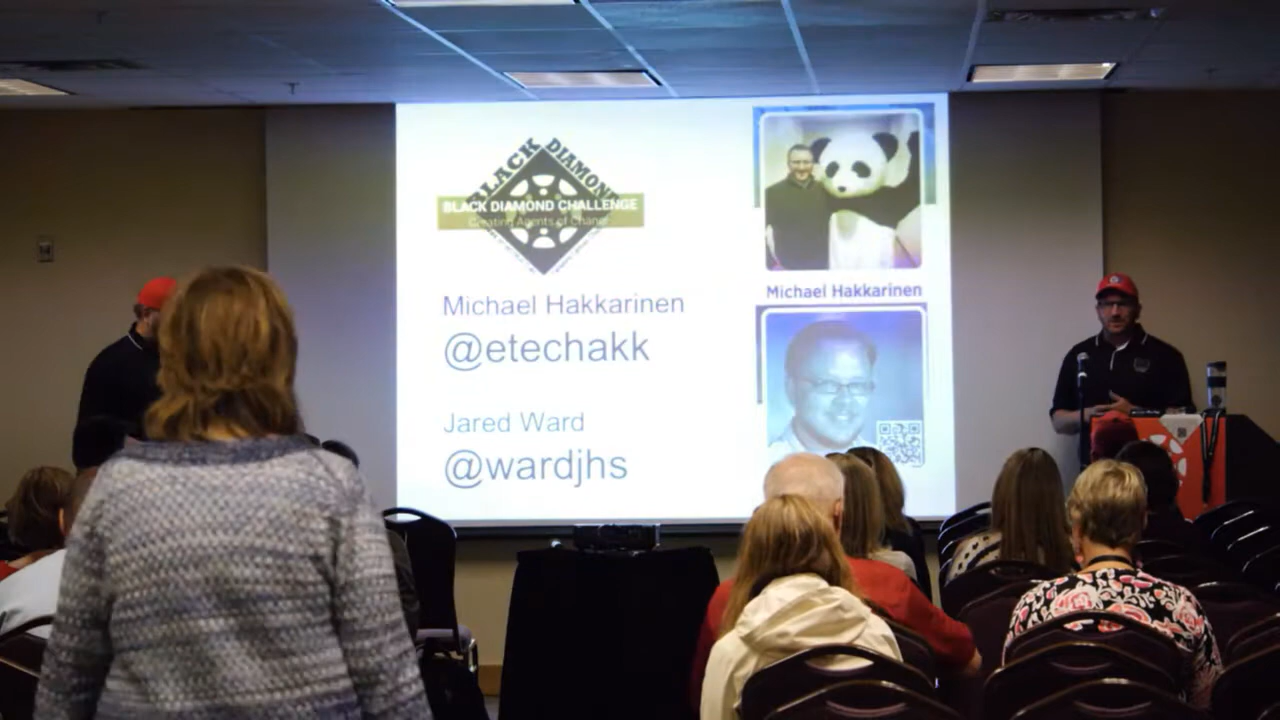 BLACK DIAMOND
BLACK DIAMOND CHALLENGE
Creating Agents of Change
Michael Hakkarinen
@etechakk
Jared Ward
@wardjhs
Michael Hakkarinen